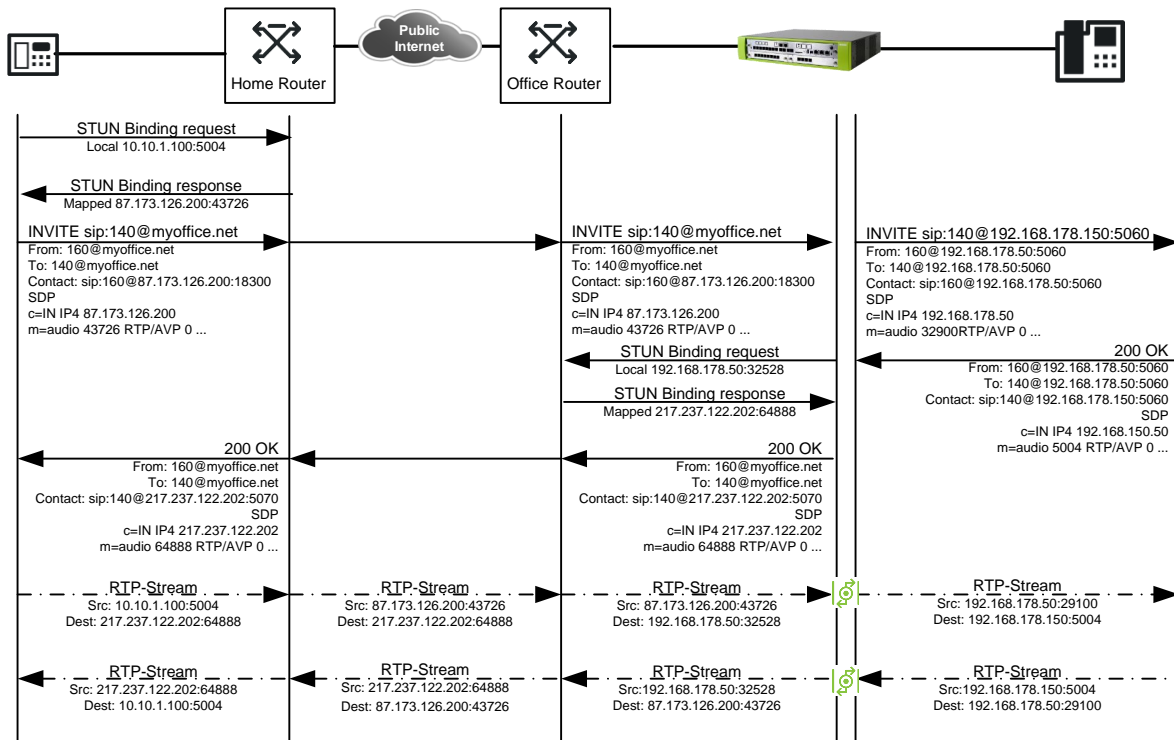 Public
Internet
Home Router
Office Router
STUN Binding request
Local 10.10.1.100:5004
STUN Binding response
Mapped 87.173.126.200:43726
INVITE sip:140@myoffice.net
From: 160@myoffice.net
To: 140@myoffice.net
Contact: sip:160@87.173.126.200:18300
SDP
c=IN IP4 87.173.126.200
m=audio 43726 RTP/AVP 0 ...
INVITE sip:140@myoffice.net
From: 160@myoffice.net
To: 140@myoffice.net
Contact: sip:160@87.173.126.200:18300
SDP
c=IN IP4 87.173.126.200
m=audio 43726 RTP/AVP 0 ...
INVITE sip:140@192.168.178.150:5060
From: 160@192.168.178.50:5060
To: 140@192.168.178.50:5060
Contact: sip:160@192.168.178.50:5060
SDP
c=IN IP4 192.168.178.50
m=audio 32900RTP/AVP 0 ...
STUN Binding request
Local 192.168.178.50:32528
STUN Binding response
Mapped 217.237.122.202:64888
200 OK
From: 160@192.168.178.50:5060
To: 140@192.168.178.50:5060
Contact: sip:140@192.168.178.150:5060
SDP
c=IN IP4 192.168.150.50
m=audio 5004 RTP/AVP 0 ...
200 OK
From: 160@myoffice.net
To: 140@myoffice.net
Contact: sip:140@217.237.122.202:5070
SDP
c=IN IP4 217.237.122.202
m=audio 64888 RTP/AVP 0 ...
200 OK
From: 160@myoffice.net
To: 140@myoffice.net
Contact: sip:140@217.237.122.202:5070
SDP
c=IN IP4 217.237.122.202
m=audio 64888 RTP/AVP 0 ...
RTP-Stream
Src: 10.10.1.100:5004
Dest: 217.237.122.202:64888
RTP-Stream
Src: 87.173.126.200:43726
Dest: 217.237.122.202:64888
RTP-Stream
Src: 87.173.126.200:43726
Dest: 192.168.178.50:32528
RTP-Stream
Src: 192.168.178.50:29100
Dest: 192.168.178.150:5004
RTP-Stream
Src: 217.237.122.202:64888
Dest: 10.10.1.100:5004
RTP-Stream
Src: 217.237.122.202:64888
Dest: 87.173.126.200:43726
RTP-Stream
Src:192.168.178.50:32528
Dest: 87.173.126.200:43726
RTP-Stream
Src:192.168.178.150:5004
Dest: 192.168.178.50:29100